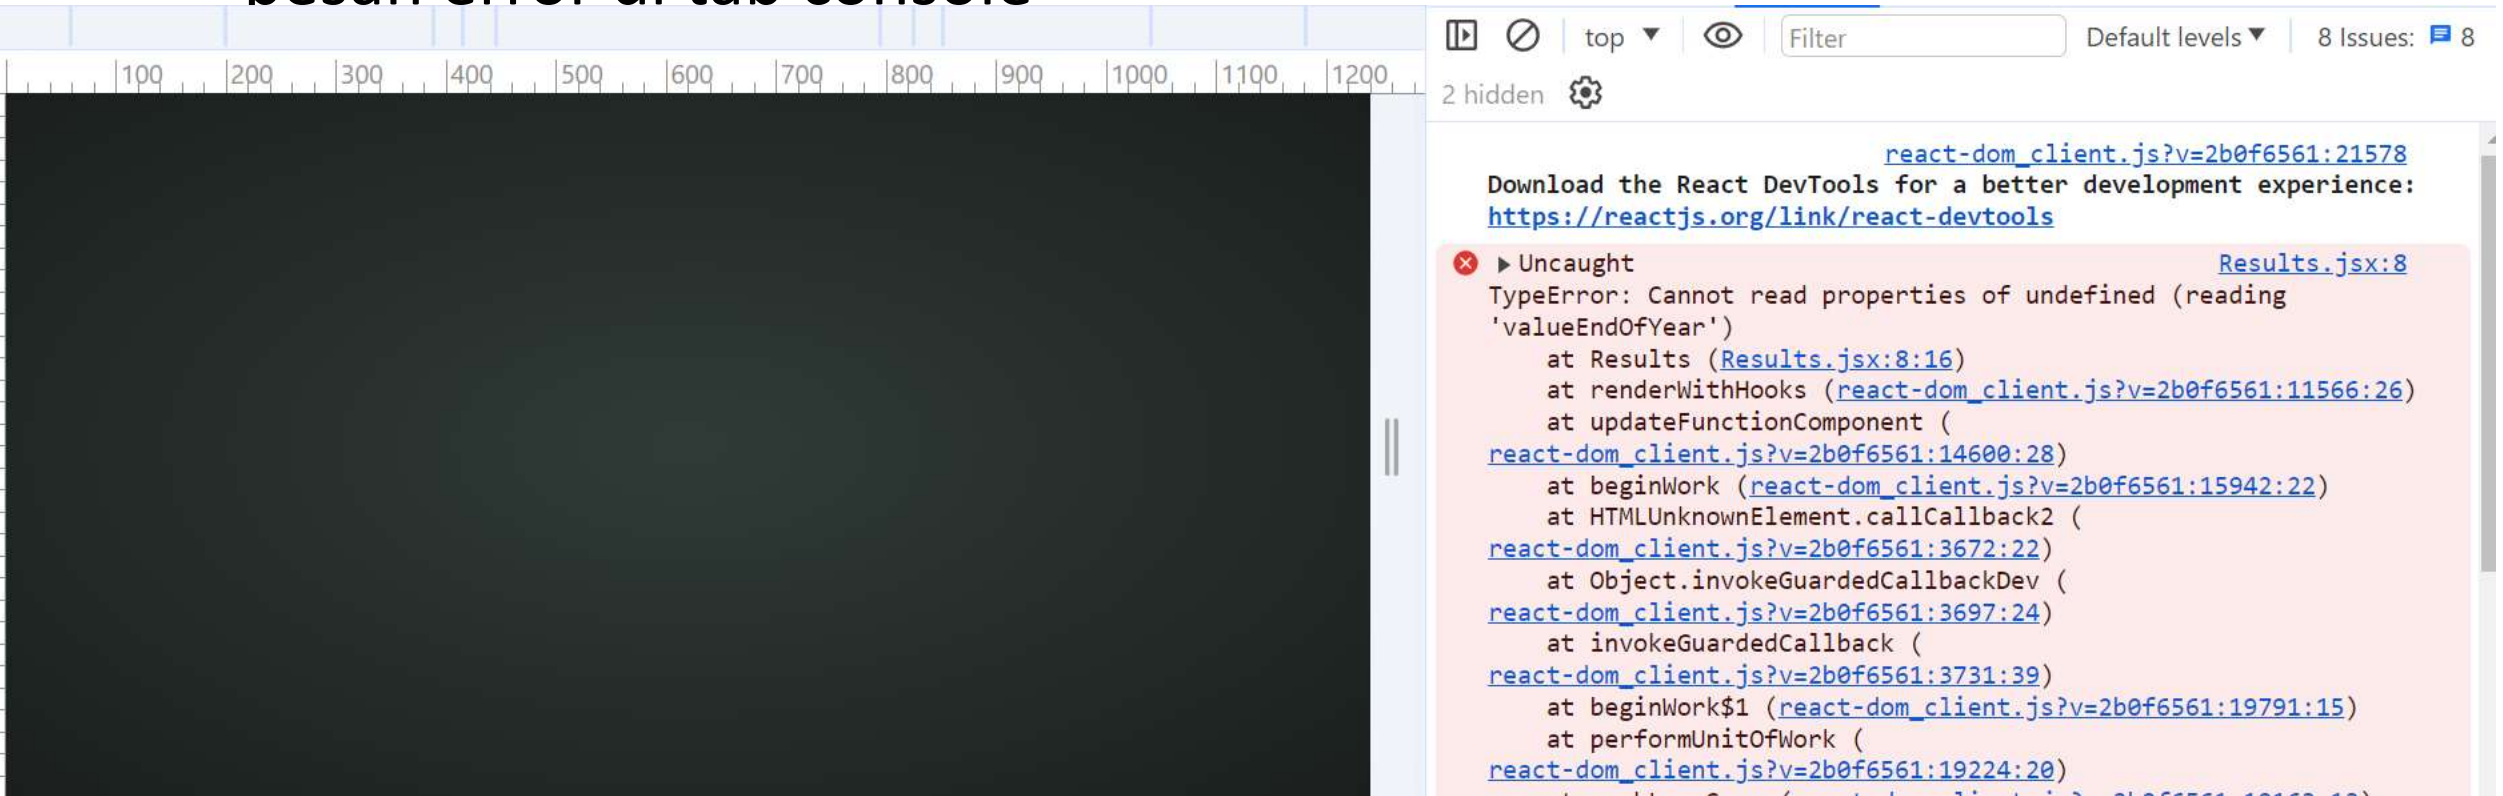 error di tab console
top ▼ Filter Default levels ▼ 8 Issues: 8
2 hidden
100 200 300 400 500 600 700 800 900 1000 1100 1200
react-dom_client.js?v=2b0f6561:21578
Download the React DevTools for a better development experience:
https://reactjs.org/link/react-devtools
▶ Uncaught Results.jsx:8
TypeError: Cannot read properties of undefined (reading
'valueEndOfYear')
at Results (Results.jsx:8:16)
at renderWithHooks (react-dom_client.js?v=2b0f6561:11566:26)
at updateFunctionComponent (
react-dom_client.js?v=2b0f6561:14600:28)
at beginWork (react-dom_client.js?v=2b0f6561:15942:22)
at HTMLUnknownElement.callCallback2 (
react-dom_client.js?v=2b0f6561:3672:22)
at Object.invokeGuardedCallbackDev (
react-dom_client.js?v=2b0f6561:3697:24)
at invokeGuardedCallback (
react-dom_client.js?v=2b0f6561:3731:39)
at beginWork$1 (react-dom_client.js?v=2b0f6561:19791:15)
at performUnitOfWork (
react-dom_client.js?v=2b0f6561:19224:20)